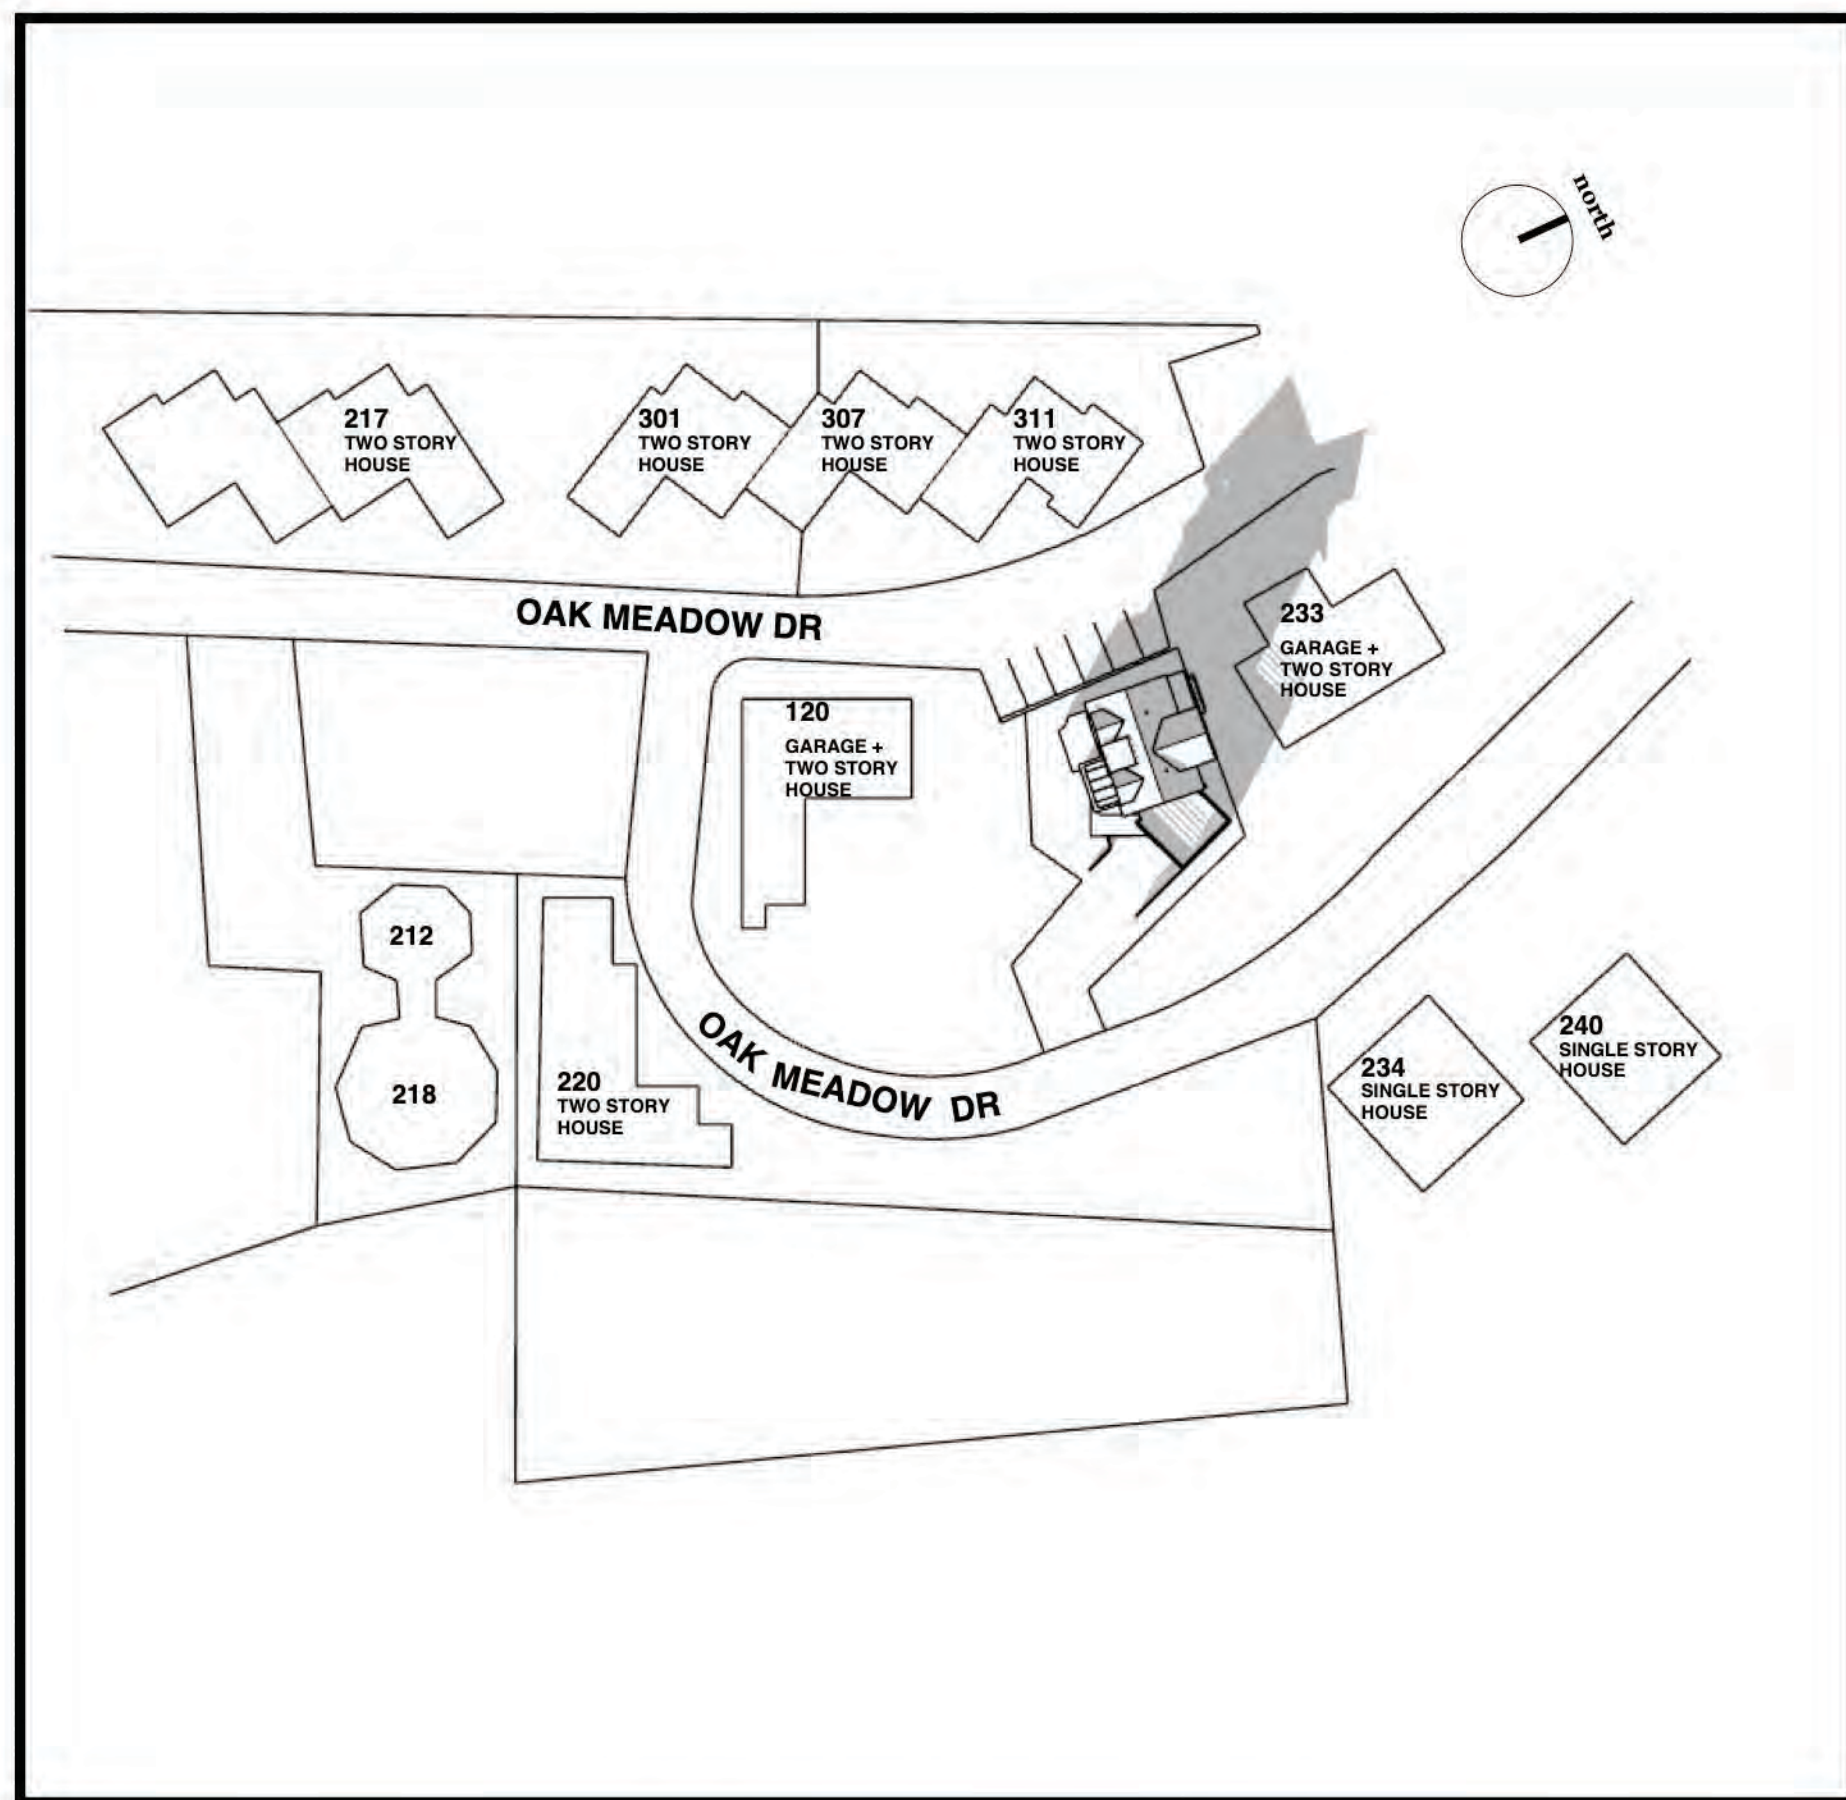 north
217
TWO STORY
HOUSE
301
TWO STORY
HOUSE
307
TWO STORY
HOUSE
311
TWO STORY
HOUSE
OAK MEADOW DR
233
GARAGE +
TWO STORY
HOUSE
120
GARAGE +
TWO STORY
HOUSE
212
218
220
TWO STORY
HOUSE
OAK MEADOW DR
234
SINGLE STORY
HOUSE
240
SINGLE STORY
HOUSE